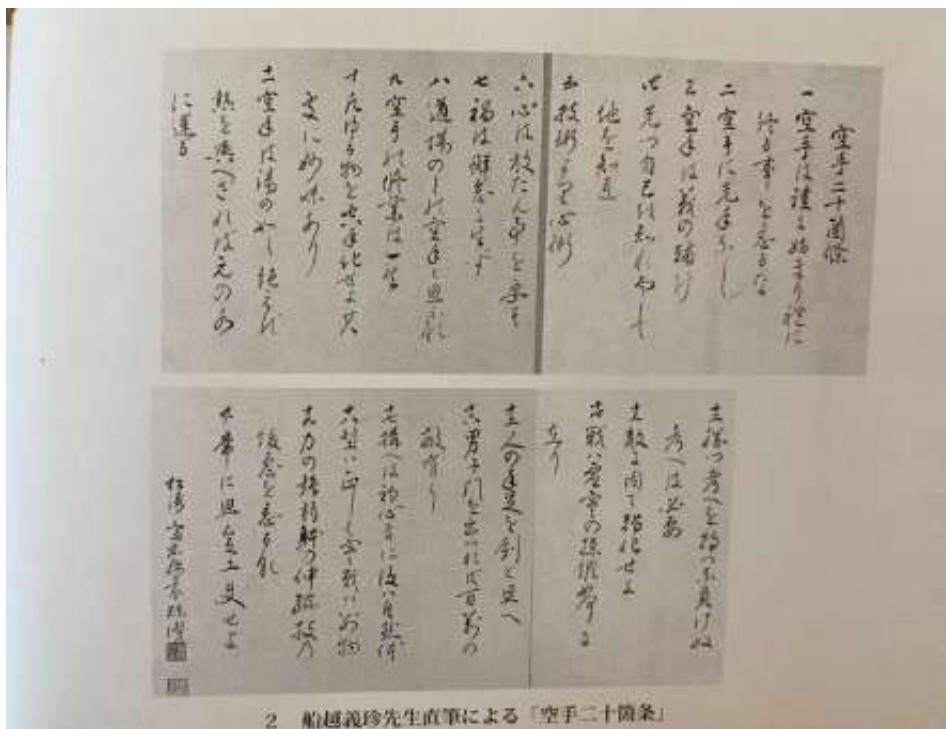 空手二十箇條
一 空手は禮に始まり禮に
終る事を忘るな
二 空手に先手なし
三 空手は義の補け
四 先つ自己を知れ而して
他を知れ
五 技術より心術
六 心は放たん事を要す
七 禍は懈怠に生ず
八 道場のみの空手と思ふな
九 空手の修業は一生
十 凡ゆる物を空手化せよ其
處に妙味あり
十一 空手は湯の如し絶えず
熱を與へざれば元の水
に還る
十二 勝つ考へを持つな負けぬ
考へは必要
十三 敵に因て轉化せよ
十四 戰は虚實の操縦如何に
在り
十五 人の手足を劍と思へ
十六 男子門を出づれば百萬の
敵有り
十七 構へは初心者に後は自然体
十八 型は正しく實戰は別物
十九 力の强弱体の伸縮技の
緩急を忘るな
二十 常に思念工夫せよ
2 船越義珍先生直筆による「空手二十箇条」